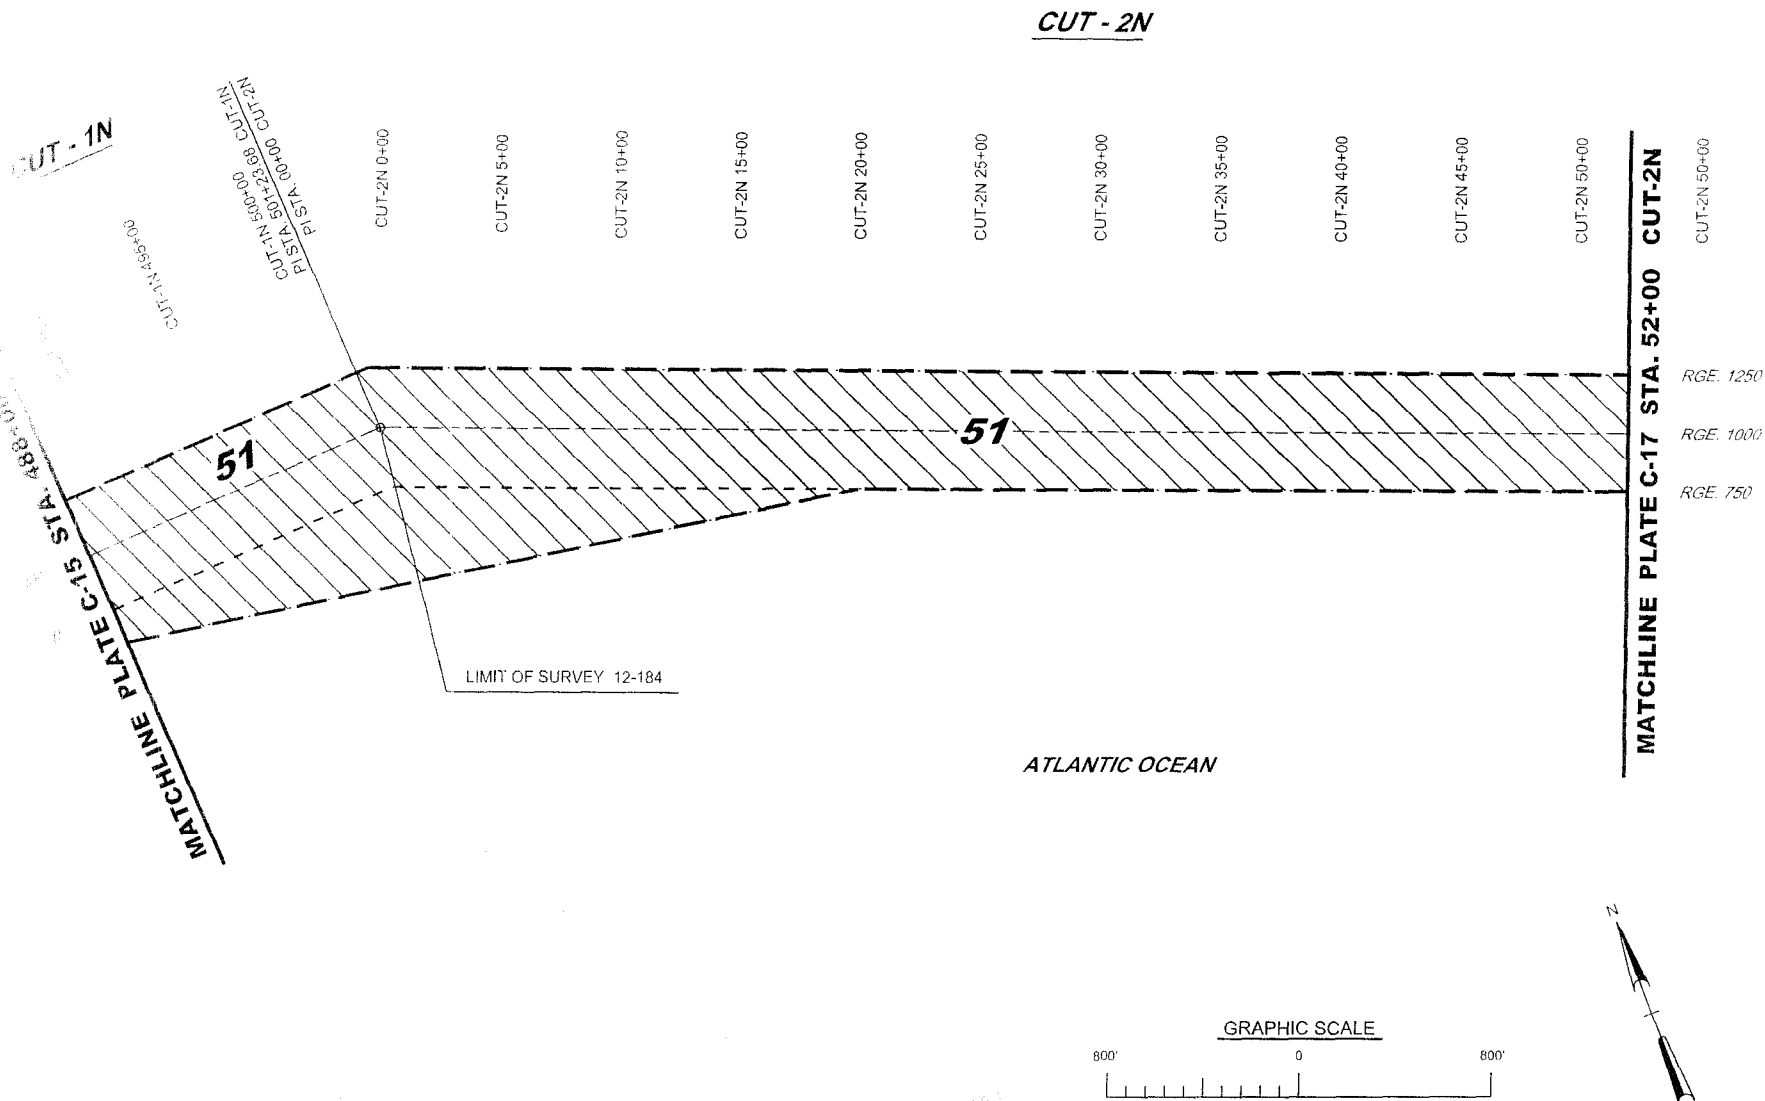 CUT - 2N
CUT - 1N
CUT-1N 495+00
CUT-1N 500+00
PI STA. 501+23.68 CUT-1N
PI STA. 00+00 CUT-2N
CUT-2N 0+00
CUT-2N 5+00
CUT-2N 10+00
CUT-2N 15+00
CUT-2N 20+00
CUT-2N 25+00
CUT-2N 30+00
CUT-2N 35+00
CUT-2N 40+00
CUT-2N 45+00
CUT-2N 50+00
MATCHLINE PLATE C-17 STA. 52+00 CUT-2N
CUT-2N 50+00
RGE. 1250
RGE. 1000
RGE. 750
51
51
MATCHLINE PLATE C-15 STA. 488+00
LIMIT OF SURVEY 12-184
ATLANTIC OCEAN
N
GRAPHIC SCALE
800' 0 800'